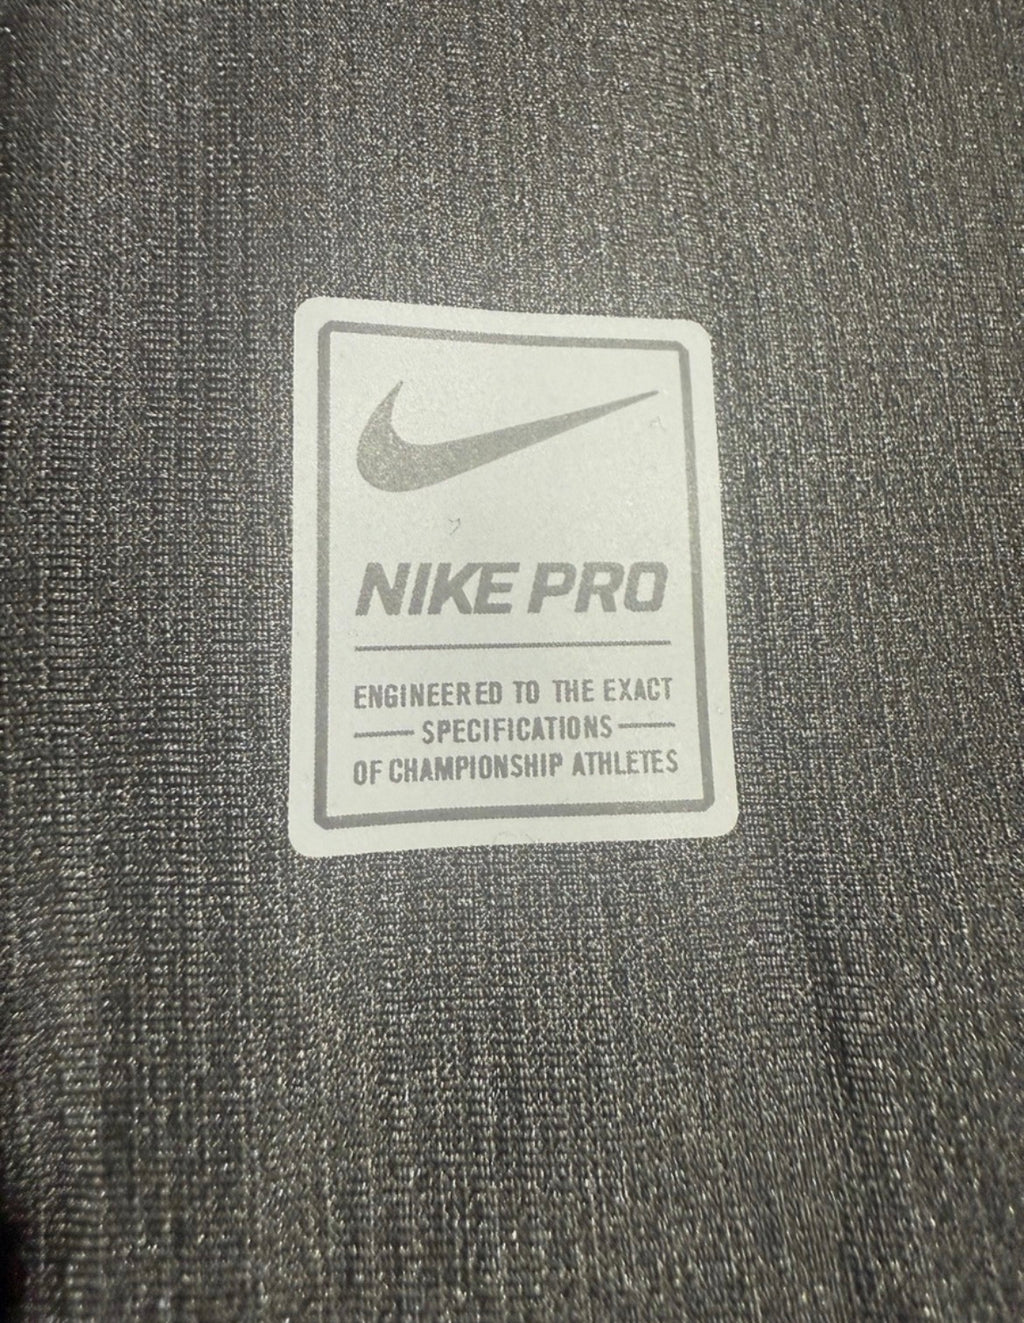 NIKE PRO
ENGINEERED TO THE EXACT
SPECIFICATIONS
OF CHAMPIONSHIP ATHLETES